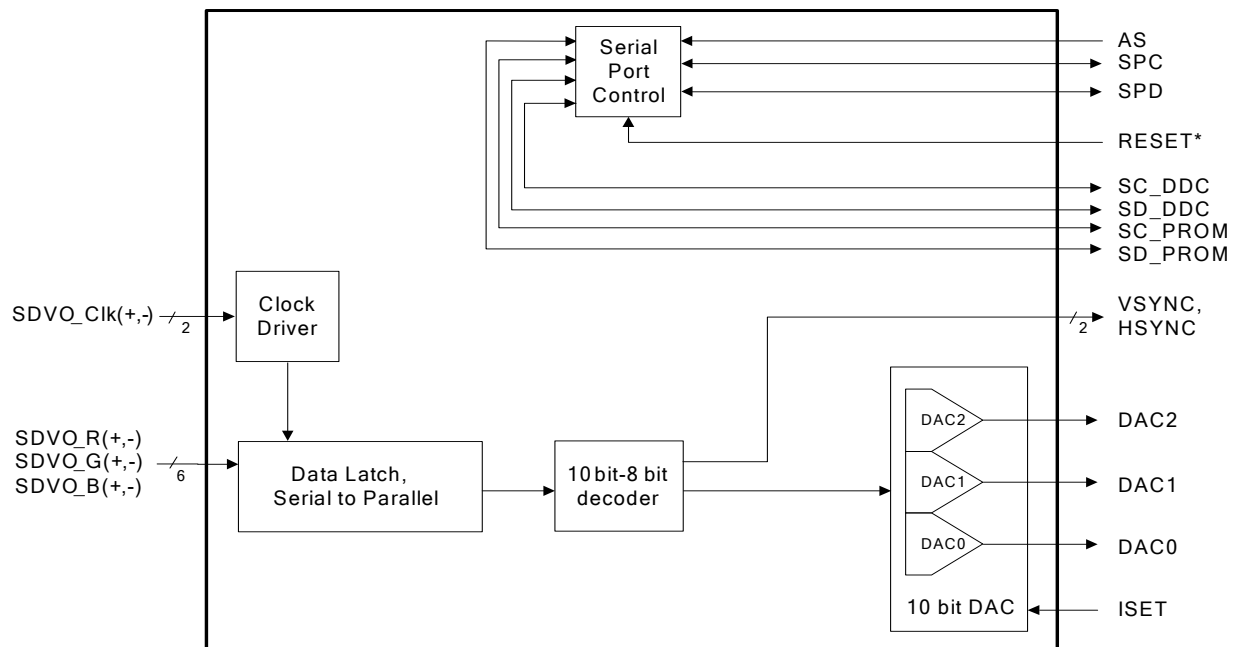 Serial
Port
Control
AS
SPC
SPD
RESET*
SC_DDC
SD_DDC
SC_PROM
SD_PROM
SDVO_Clk(+,-)
2
Clock
Driver
2
VSYNC,
HSYNC
SDVO_R(+,-)
SDVO_G(+,-)
SDVO_B(+,-)
6
Data Latch,
Serial to Parallel
10bit-8 bit
decoder
DAC2
DAC1
DAC0
10 bit DAC
DAC2
DAC1
DAC0
ISET